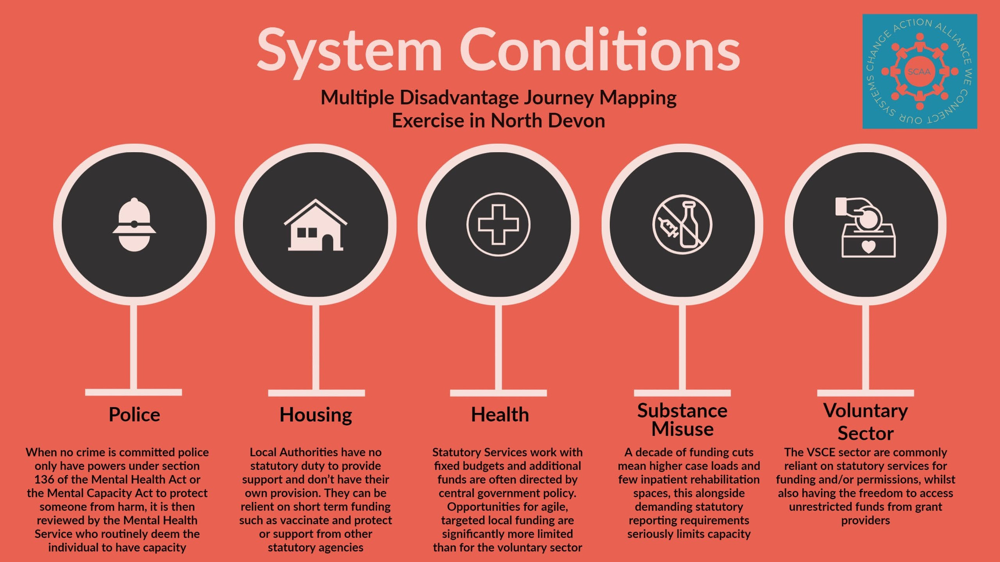 System Conditions
Multiple Disadvantage Journey Mapping
Exercise in North Devon
SYSTEMS CHANGE ACTION ALLIANCE WE CONNECT OUR
SCAA
Police
When no crime is committed police
only have powers under section
136 of the Mental Health Act or
the Mental Capacity Act to protect
someone from harm, it is then
reviewed by the Mental Health
Service who routinely deem the
individual to have capacity
Housing
Local Authorities have no
statutory duty to provide
support and don’t have their
own provision. They can be
relient on short term funding
such as vaccinate and protect
or support from other
statutory agencies
Health
Statutory Services work with
fixed budgets and additional
funds are often directed by
central government policy.
Opportunities for agile,
targeted local funding are
significantly more limited
than for the voluntary sector
Substance
Misuse
A decade of funding cuts
mean higher case loads and
few inpatient rehabilitation
spaces, this alongside
demanding statutory
reporting requirements
seriously limits capacity
Voluntary
Sector
The VSCE sector are commonly
reliant on statutory services for
funding and/or permissions, whilst
also having the freedom to access
unrestricted funds from grant
providers